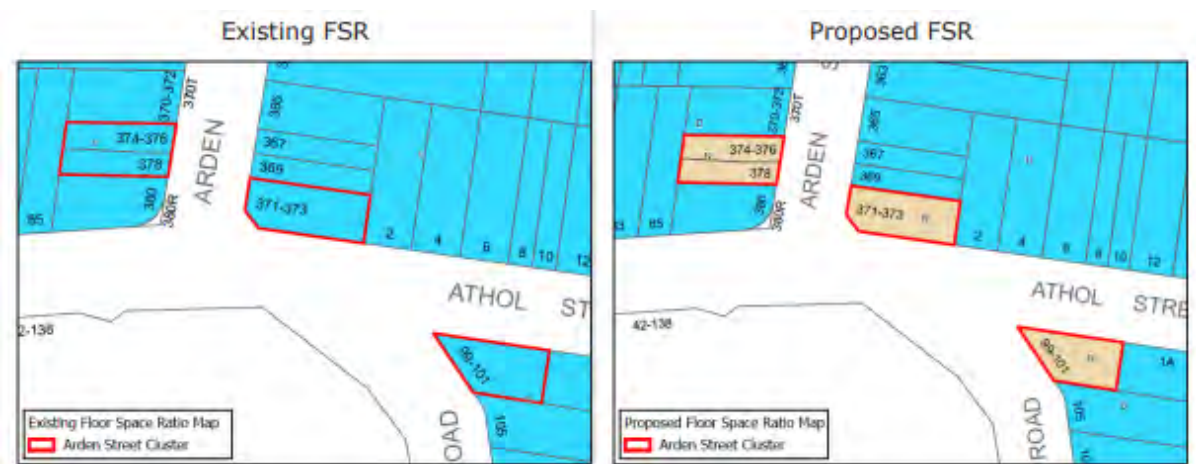 Existing FSR
Proposed FSR
370-372
370T
374-376
378
380
380R
85
ARDEN
365
367
369
371-373
2
4
6
8
10
12
ATHOL ST
2-136
99-101
105
OAD
Existing Floor Space Ratio Map
Arden Street Cluster
S
370-372
370T
363
365
367
369
D
N
374-376
378
380R
85
ARDEN
371-373
N
2
4
6
8
10
12
ATHOL STRE
42-138
99-101
N
1A
105
D
ROAD
Proposed Floor Space Ratio Map
Arden Street Cluster